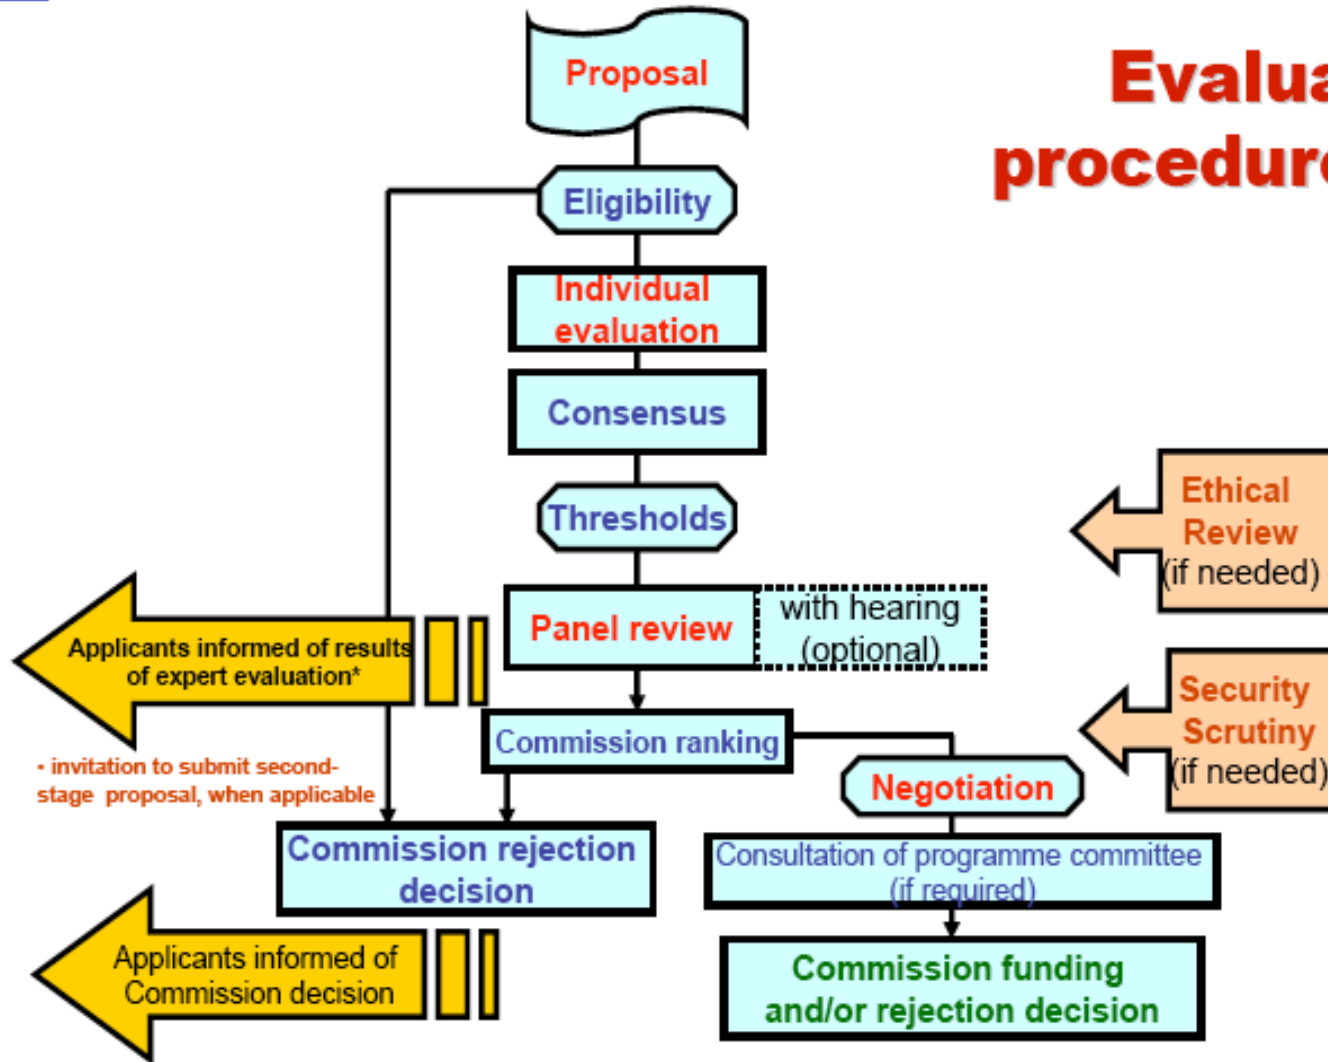 Proposal
Evalua
procedure
Eligibility
Individual
evaluation
Consensus
Thresholds
Ethical
Review
(if needed)
Panel review
with hearing
(optional)
Applicants informed of results
of expert evaluation*
Security
Scrutiny
(if needed)
Commission ranking
- invitation to submit second-
stage proposal, when applicable
Negotiation
Commission rejection
decision
Consultation of programme committee
(if required)
Applicants informed of
Commission decision
Commission funding
and/or rejection decision